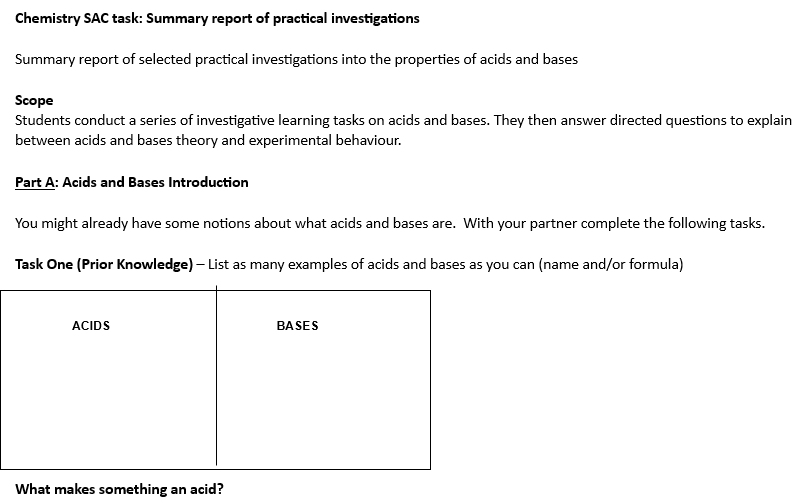 Chemistry SAC task: Summary report of practical investigations
Summary report of selected practical investigations into the properties of acids and bases
Scope
Students conduct a series of investigative learning tasks on acids and bases. They then answer directed questions to explain
between acids and bases theory and experimental behaviour.
Part A: Acids and Bases Introduction
You might already have some notions about what acids and bases are.  With your partner complete the following tasks.
Task One (Prior Knowledge) – List as many examples of acids and bases as you can (name and/or formula)
ACIDS
BASES
What makes something an acid?